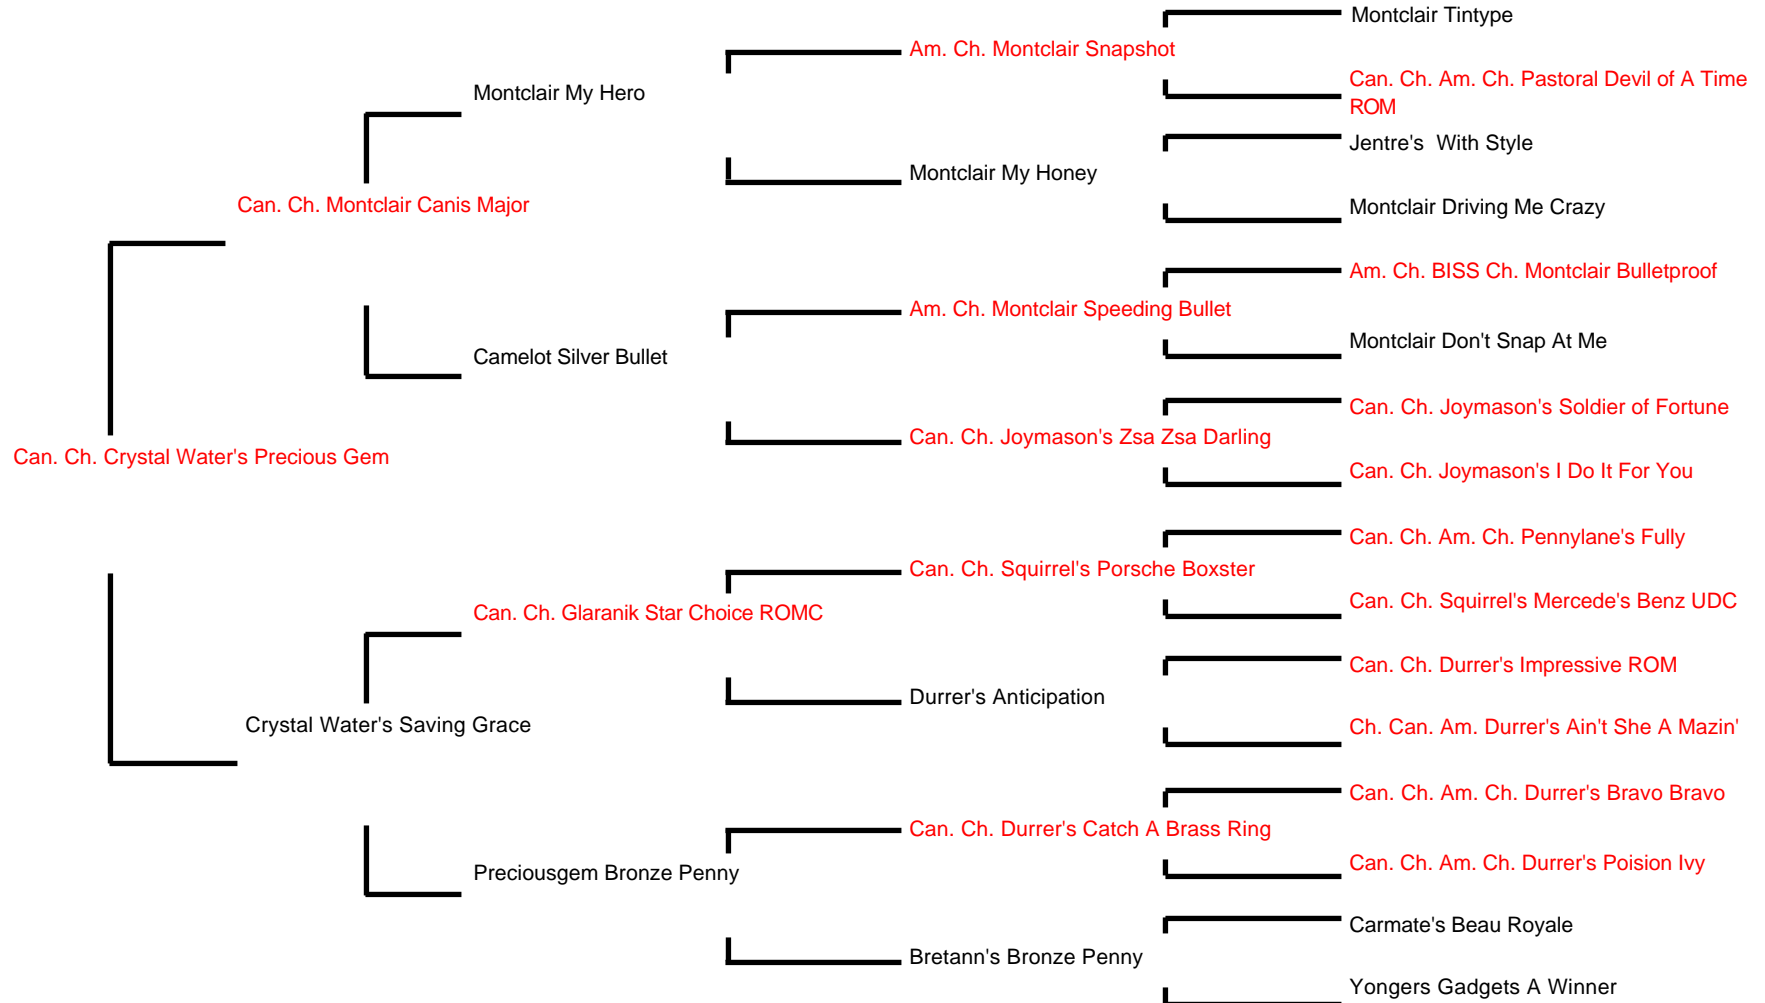 Montclair Tintype
Am. Ch. Montclair Snapshot
Can. Ch. Am. Ch. Pastoral Devil of A Time
ROM
Montclair My Hero
Jentre's  With Style
Montclair My Honey
Can. Ch. Montclair Canis Major
Montclair Driving Me Crazy
Am. Ch. BISS Ch. Montclair Bulletproof
Am. Ch. Montclair Speeding Bullet
Montclair Don't Snap At Me
Camelot Silver Bullet
Can. Ch. Joymason's Soldier of Fortune
Can. Ch. Joymason's Zsa Zsa Darling
Can. Ch. Crystal Water's Precious Gem
Can. Ch. Joymason's I Do It For You
Can. Ch. Am. Ch. Pennylane's Fully
Can. Ch. Squirrel's Porsche Boxster
Can. Ch. Squirrel's Mercede's Benz UDC
Can. Ch. Glaranik Star Choice ROMC
Can. Ch. Durrer's Impressive ROM
Durrer's Anticipation
Crystal Water's Saving Grace
Ch. Can. Am. Durrer's Ain't She A Mazin'
Can. Ch. Am. Ch. Durrer's Bravo Bravo
Can. Ch. Durrer's Catch A Brass Ring
Can. Ch. Am. Ch. Durrer's Poision Ivy
Preciousgem Bronze Penny
Carmate's Beau Royale
Bretann's Bronze Penny
Yongers Gadgets A Winner